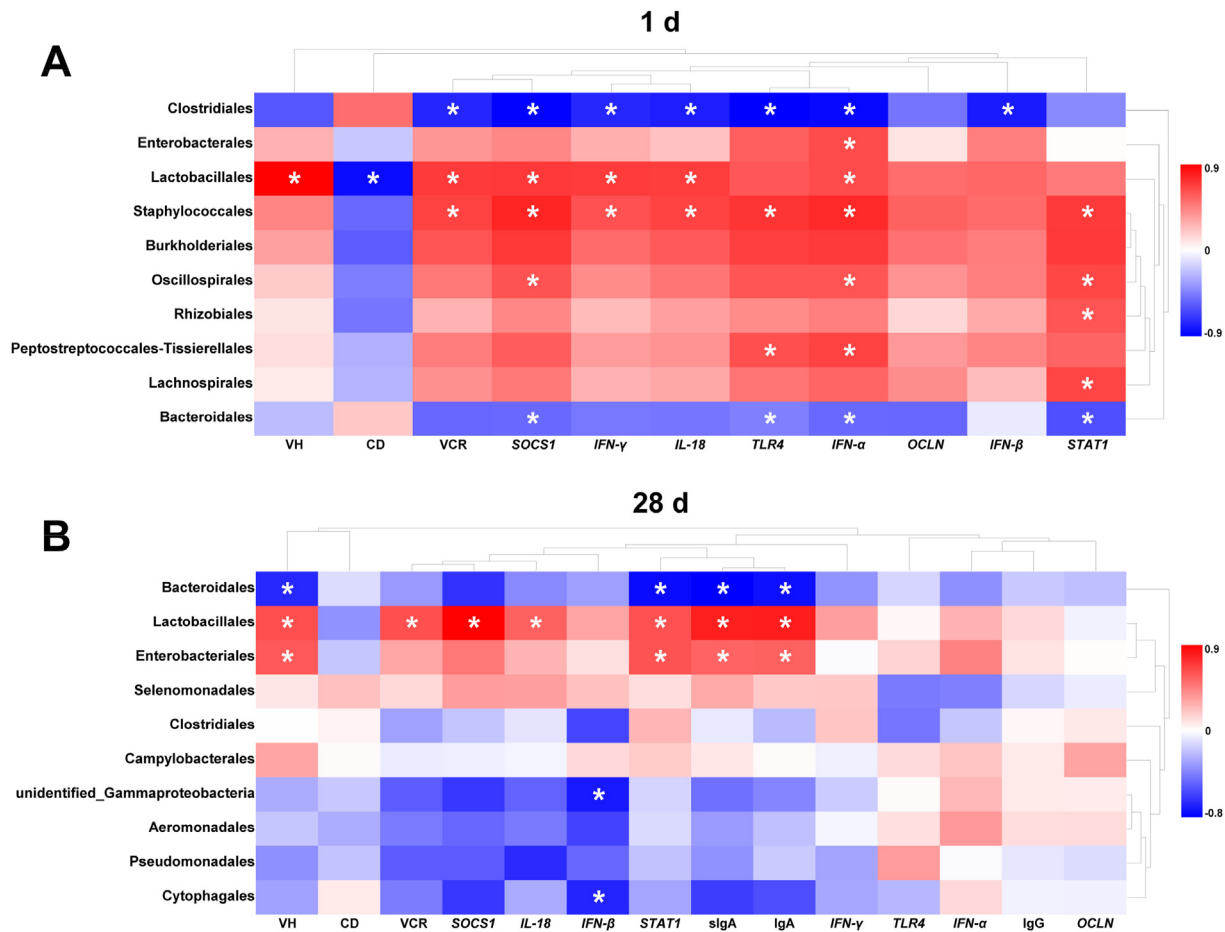 1 d
A
Clostridiales * * * * * * * *
Enterobacterales *
Lactobacillales * * * * * * *
Staphylococcales * * * * * * *
Burkholderiales
Oscillospirales * * *
Rhizobiales *
Peptostreptococcales-Tissierellales * *
Lachnospirales *
Bacteroidales * * * *
VH CD VCR SOCS1 IFN-γ IL-18 TLR4 IFN-α OCLN IFN-β STAT1
0.9
0
-0.9
28 d
B
Bacteroidales * * * *
Lactobacillales * * * * * * *
Enterobacteriales * * * *
Selenomonadales
Clostridiales
Campylobacterales
unidentified_Gammaproteobacteria *
Aeromonadales
Pseudomonadales
Cytophagales *
VH CD VCR SOCS1 IL-18 IFN-β STAT1 sIgA IgA IFN-γ TLR4 IFN-α IgG OCLN
0.9
0
-0.8